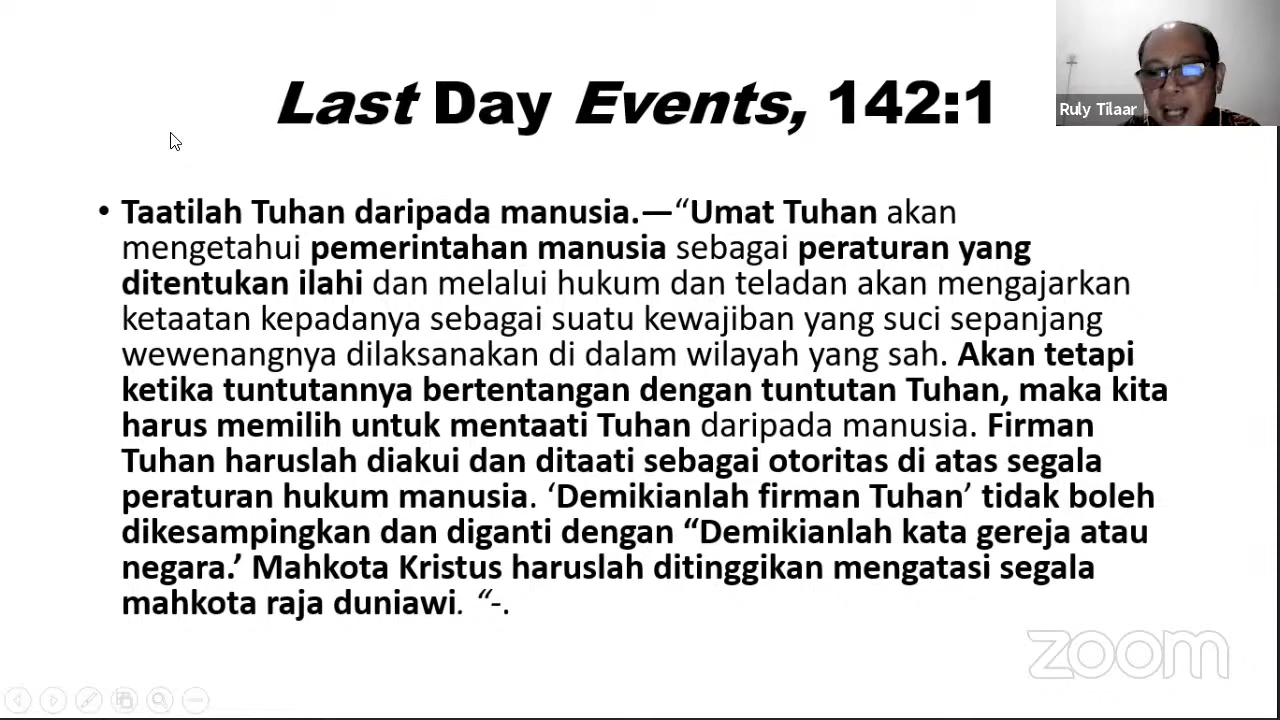 Last Day Events, 142:1
Ruly Tilaar
• Taatilah Tuhan daripada manusia.—“Umat Tuhan akan
mengetahui pemerintahan manusia sebagai peraturan yang
ditentukan ilahi dan melalui hukum dan teladan akan mengajarkan
ketaatan kepadanya sebagai suatu kewajiban yang suci sepanjang
wewenangnya dilaksanakan di dalam wilayah yang sah. Akan tetapi
ketika tuntutannya bertentangan dengan tuntutan Tuhan, maka kita
harus memilih untuk mentaati Tuhan daripada manusia. Firman
Tuhan haruslah diakui dan ditaati sebagai otoritas di atas segala
peraturan hukum manusia. ‘Demikianlah firman Tuhan’ tidak boleh
dikesampingkan dan diganti dengan “Demikianlah kata gereja atau
negara.’ Mahkota Kristus haruslah ditinggikan mengatasi segala
mahkota raja duniawi. “-.
zoom